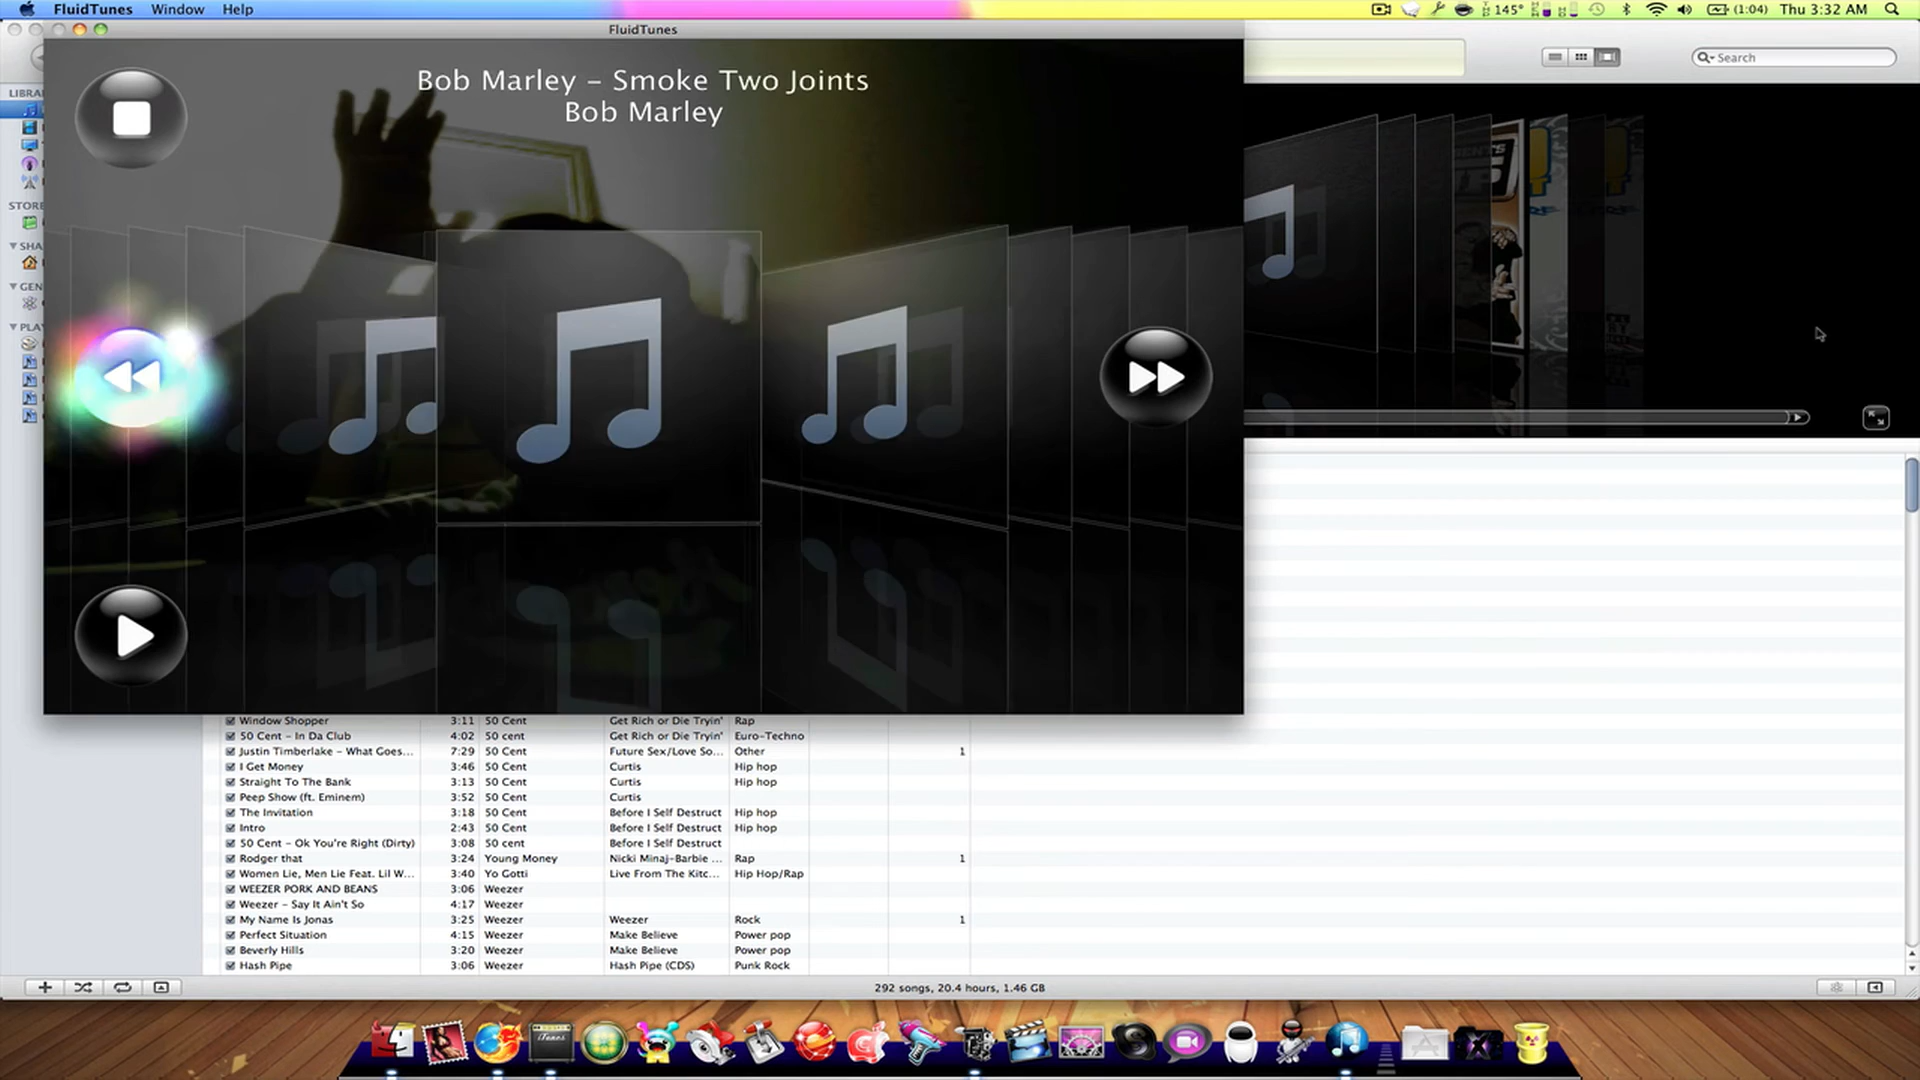 FluidTunes Window Help
145° (1:04) Thu 3:32 AM
FluidTunes
Search
Bob Marley – Smoke Two Joints
Bob Marley
LIBRA
STORE
SHA
GEN
PLA
Window Shopper 3:11 50 Cent Get Rich or Die Tryin' Rap
50 Cent – In Da Club 4:02 50 cent Get Rich or Die Tryin' Euro-Techno
Justin Timberlake – What Goes... 7:29 50 Cent Future Sex/Love So... Other 1
I Get Money 3:46 50 Cent Curtis Hip hop
Straight To The Bank 3:13 50 Cent Curtis Hip hop
Peep Show (ft. Eminem) 3:52 50 Cent Curtis
The Invitation 3:18 50 Cent Before I Self Destruct Hip hop
Intro 2:43 50 Cent Before I Self Destruct Hip hop
50 Cent – Ok You're Right (Dirty) 3:08 50 cent Before I Self Destruct
Rodger that 3:24 Young Money Nicki Minaj-Barbie ... Rap 1
Women Lie, Men Lie Feat. Lil W... 3:40 Yo Gotti Live From The Kitc... Hip Hop/Rap
WEEZER PORK AND BEANS 3:06 Weezer
Weezer – Say It Ain't So 4:17 Weezer
My Name Is Jonas 3:25 Weezer Weezer Rock 1
Perfect Situation 4:15 Weezer Make Believe Power pop
Beverly Hills 3:20 Weezer Make Believe Power pop
Hash Pipe 3:06 Weezer Hash Pipe (CDS) Punk Rock
292 songs, 20.4 hours, 1.46 GB
iTunes